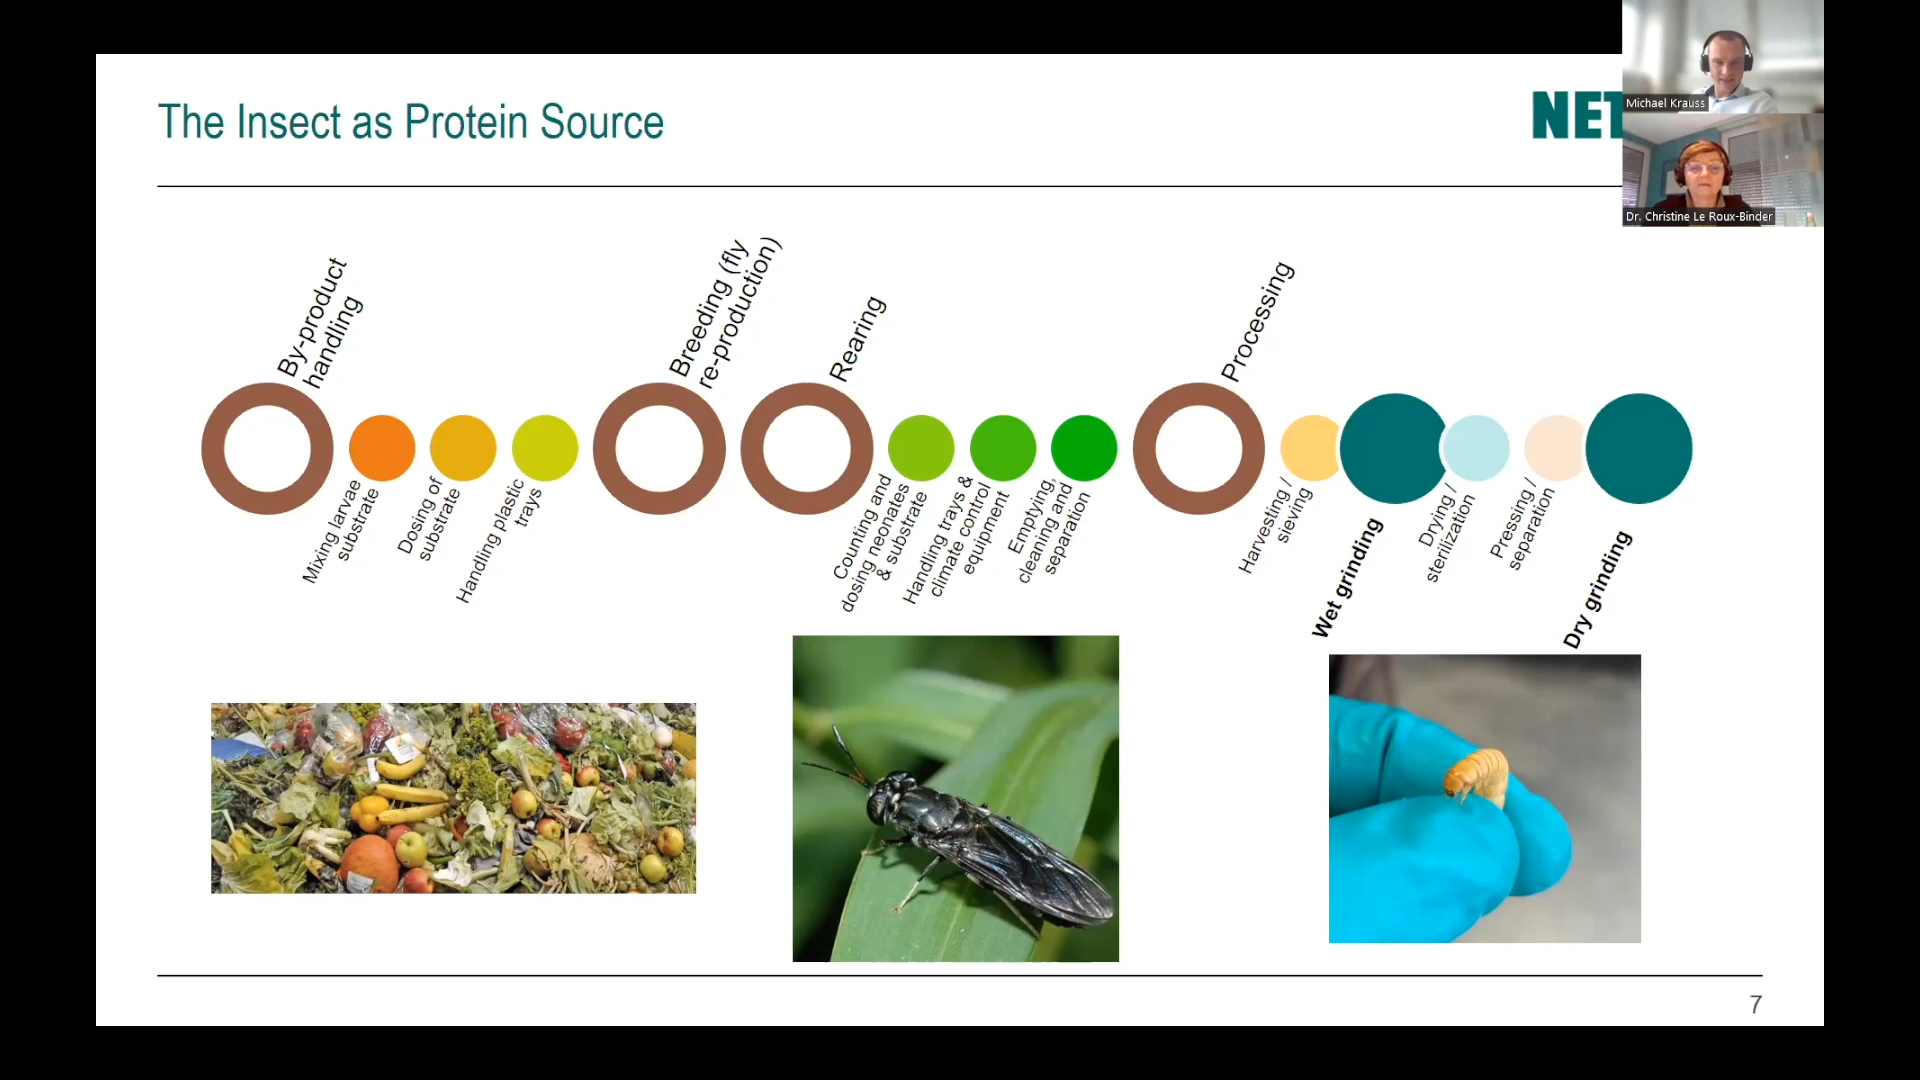 The Insect as Protein Source
NET
Michael Krauss
Dr. Christine Le Roux-Binder
By-product
handling
Breeding (fly
re-production)
Rearing
Processing
Mixing larvae
substrate
Dosing of
substrate
Handling plastic
trays
Counting and
dosing neonates
& substrate
Handling trays &
climate control
equipment
Emptying,
cleaning and
separation
Harvesting /
sieving
Wet grinding
Drying /
sterilization
Pressing /
separation
Dry grinding
7